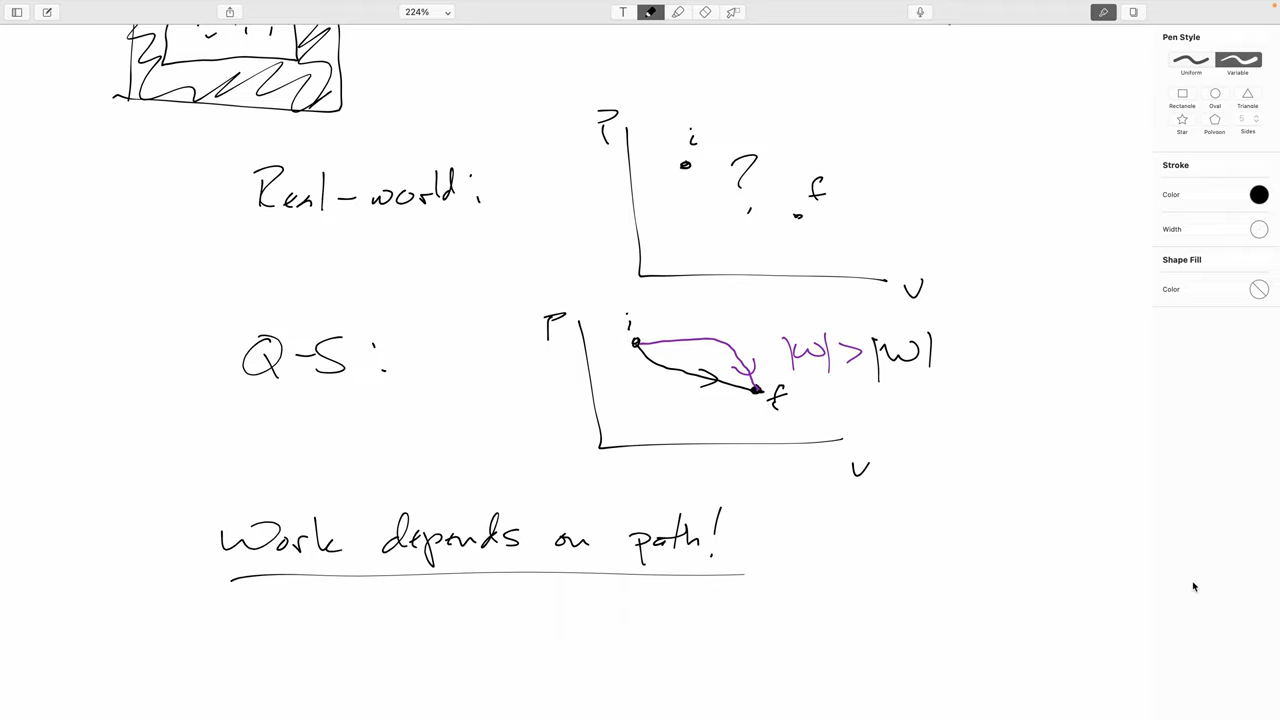 224%
T
Pen Style
Uniform
Variable
Rectangle
Oval
Triangle
Star
Polygon
5
Sides
Stroke
Color
Width
Shape Fill
Color
P
i
?
f
Real-world:
V
P
i
Q-S:
|W| > |W|
f
V
Work depends on path!